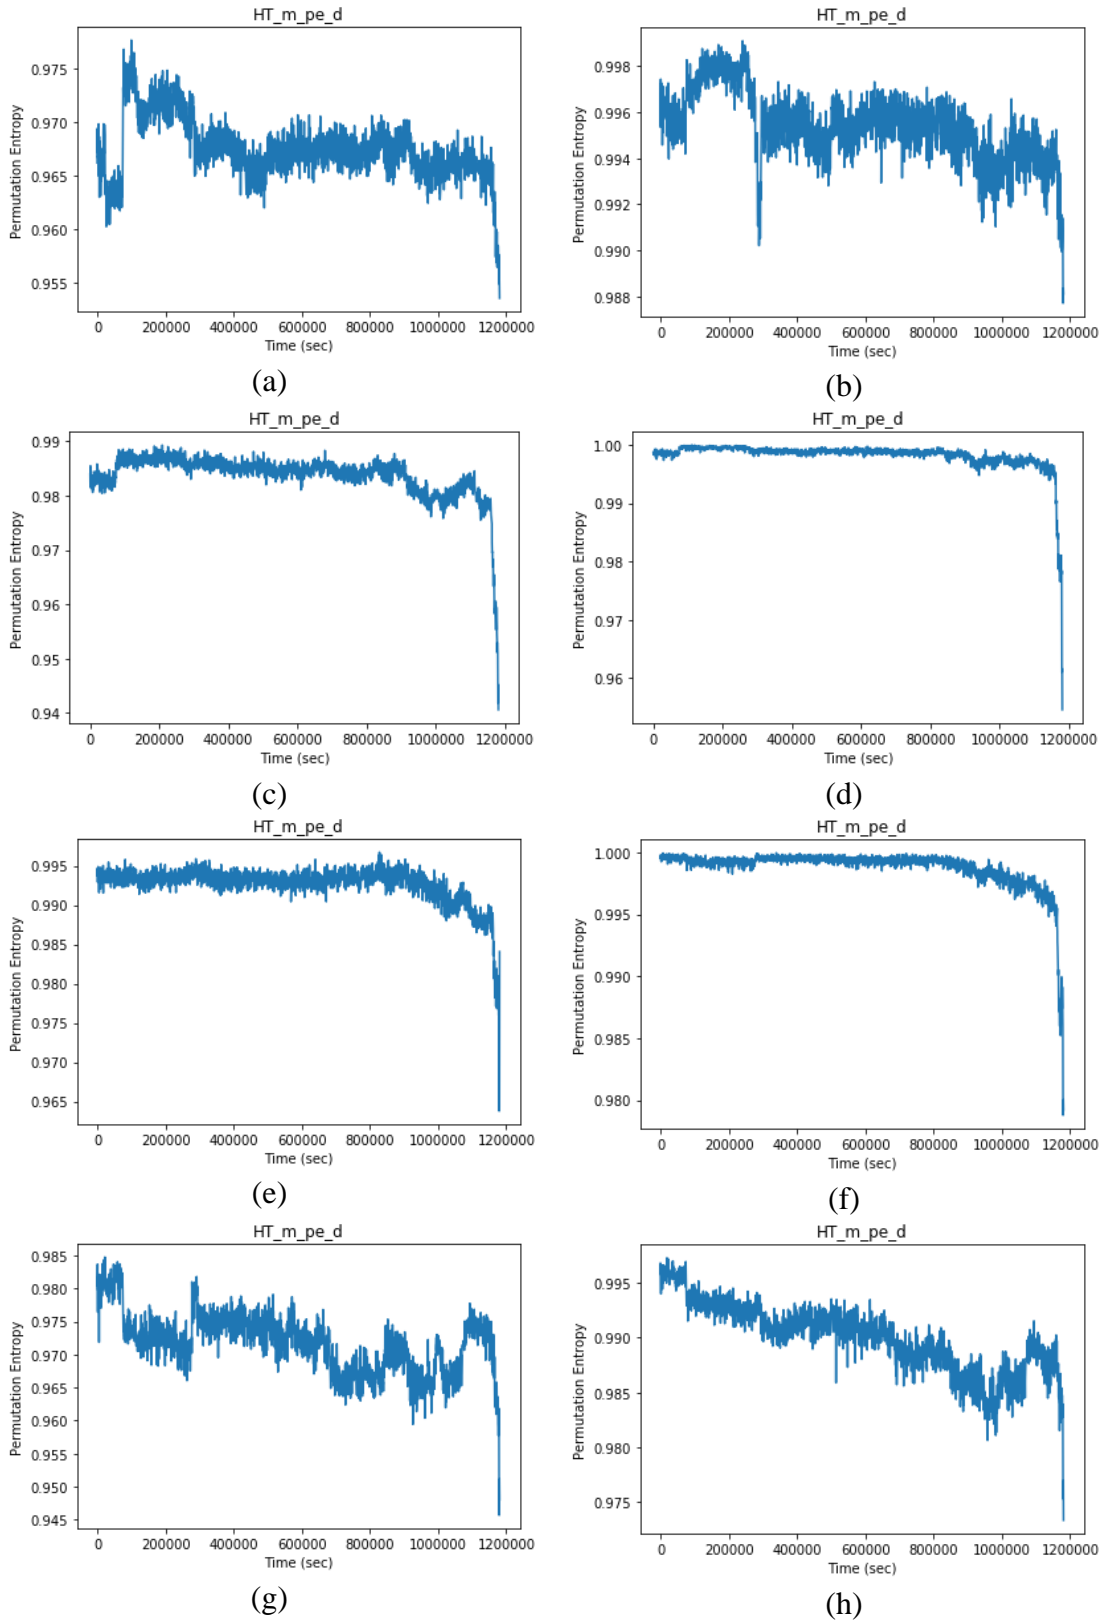 HT_m_pe_d
Permutation Entropy
0.975
0.970
0.965
0.960
0.955
0 200000 400000 600000 800000 1000000 1200000
Time (sec)
(a)
HT_m_pe_d
Permutation Entropy
0.998
0.996
0.994
0.992
0.990
0.988
0 200000 400000 600000 800000 1000000 1200000
Time (sec)
(b)
HT_m_pe_d
Permutation Entropy
0.99
0.98
0.97
0.96
0.95
0.94
0 200000 400000 600000 800000 1000000 1200000
Time (sec)
(c)
HT_m_pe_d
Permutation Entropy
1.00
0.99
0.98
0.97
0.96
0 200000 400000 600000 800000 1000000 1200000
Time (sec)
(d)
HT_m_pe_d
Permutation Entropy
0.995
0.990
0.985
0.980
0.975
0.970
0.965
0 200000 400000 600000 800000 1000000 1200000
Time (sec)
(e)
HT_m_pe_d
Permutation Entropy
1.000
0.995
0.990
0.985
0.980
0 200000 400000 600000 800000 1000000 1200000
Time (sec)
(f)
HT_m_pe_d
Permutation Entropy
0.985
0.980
0.975
0.970
0.965
0.960
0.955
0.950
0.945
0 200000 400000 600000 800000 1000000 1200000
Time (sec)
(g)
HT_m_pe_d
Permutation Entropy
0.995
0.990
0.985
0.980
0.975
0 200000 400000 600000 800000 1000000 1200000
Time (sec)
(h)